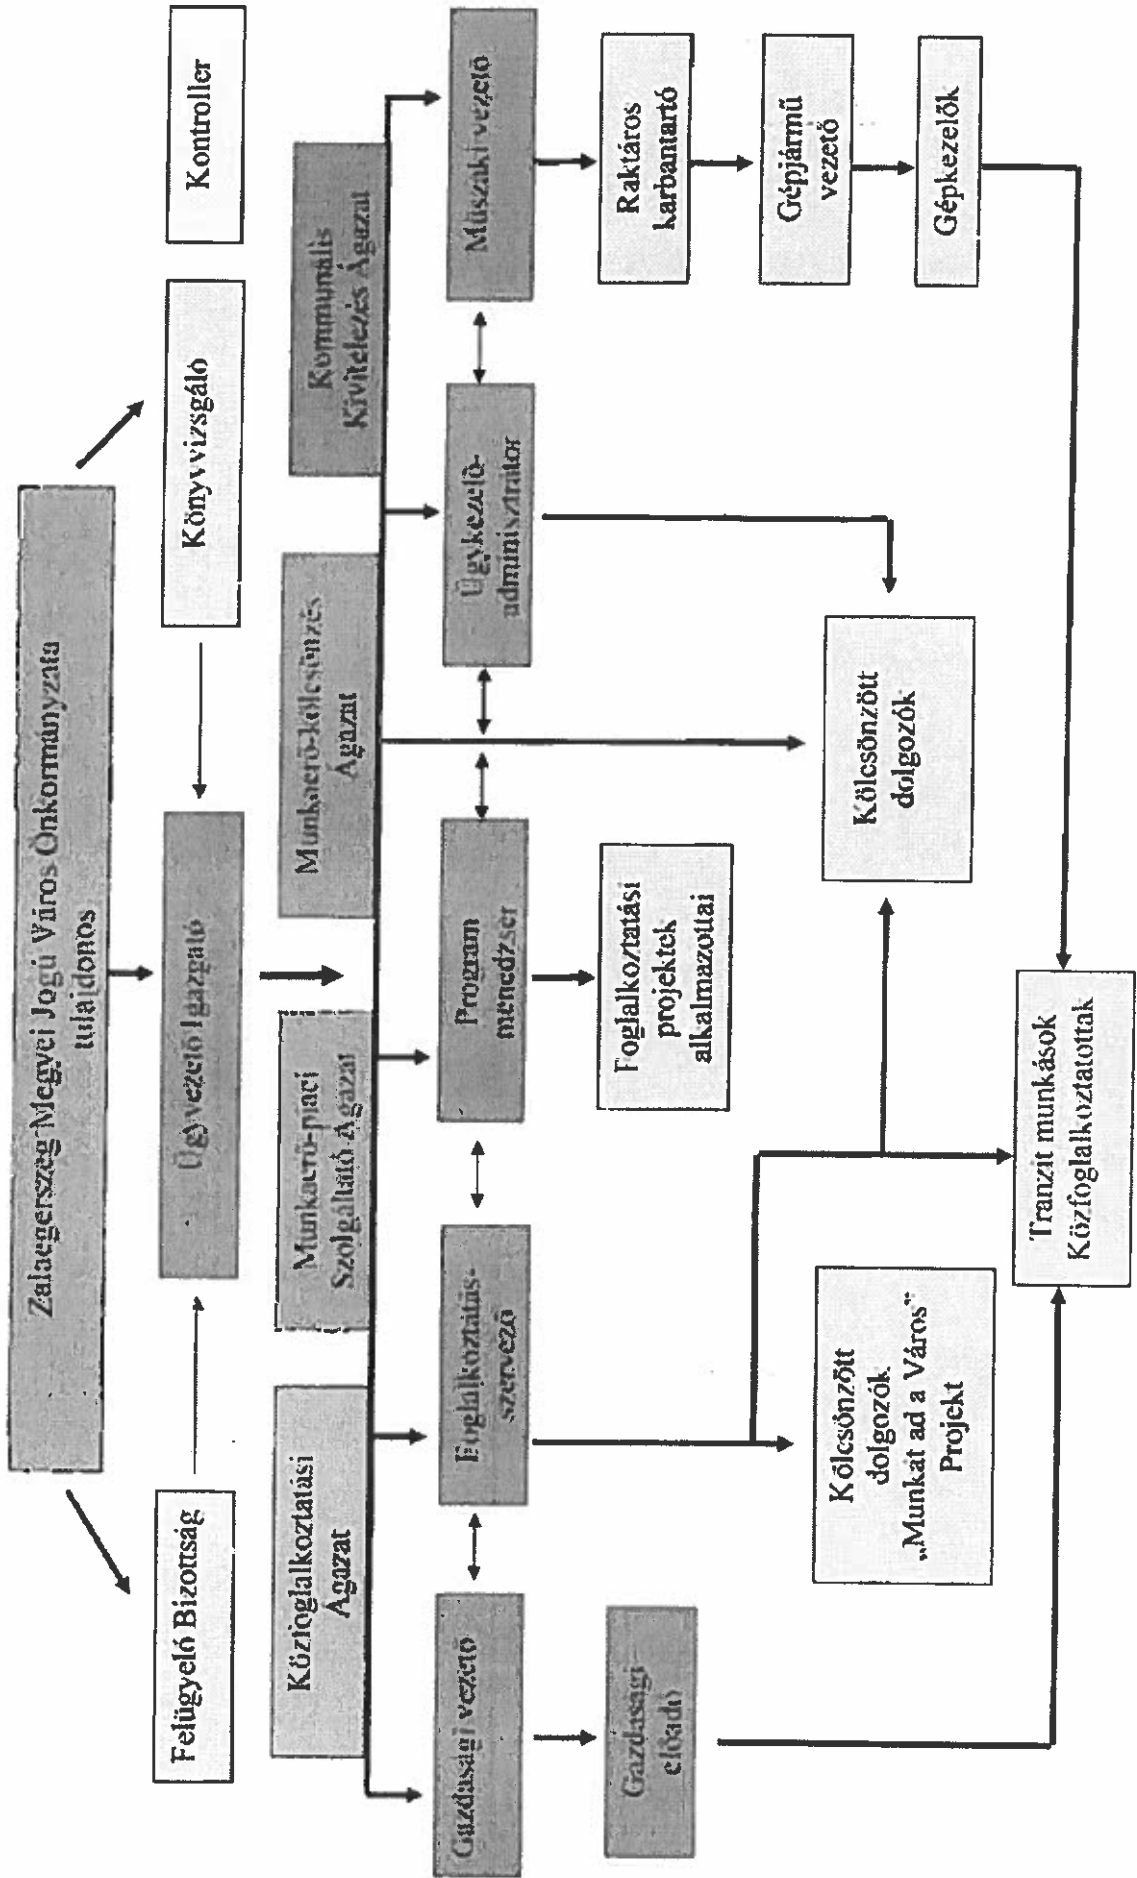 Zalaegerszeg Megyei Jogú Város Önkormányzata
tulajdonos
Felügyelő Bizottság
Ügyvezető Igazgató
Könyvvizsgáló
Kontroller
Közfoglalkoztatási
Ágazat
Munkaerő-piaci
Szolgáltató Ágazat
Munkaerő-kölcsönzés
Ágazat
Kommunális
Kivitelezés Ágazat
Gazdasági vezető
Foglalkoztatás-
szervező
Program
menedzser
Ügykezelő-
adminisztrátor
Műszaki vezető
Gazdasági
előadó
Foglalkoztatási
projektek
alkalmazottai
Raktáros
karbantartó
Gépjármű
vezető
Gépkezelők
Kölcsönzött
dolgozók
„Munkát ad a Város”
Projekt
Kölcsönzött
dolgozók
Tranzit munkások
Közfoglalkoztatottak